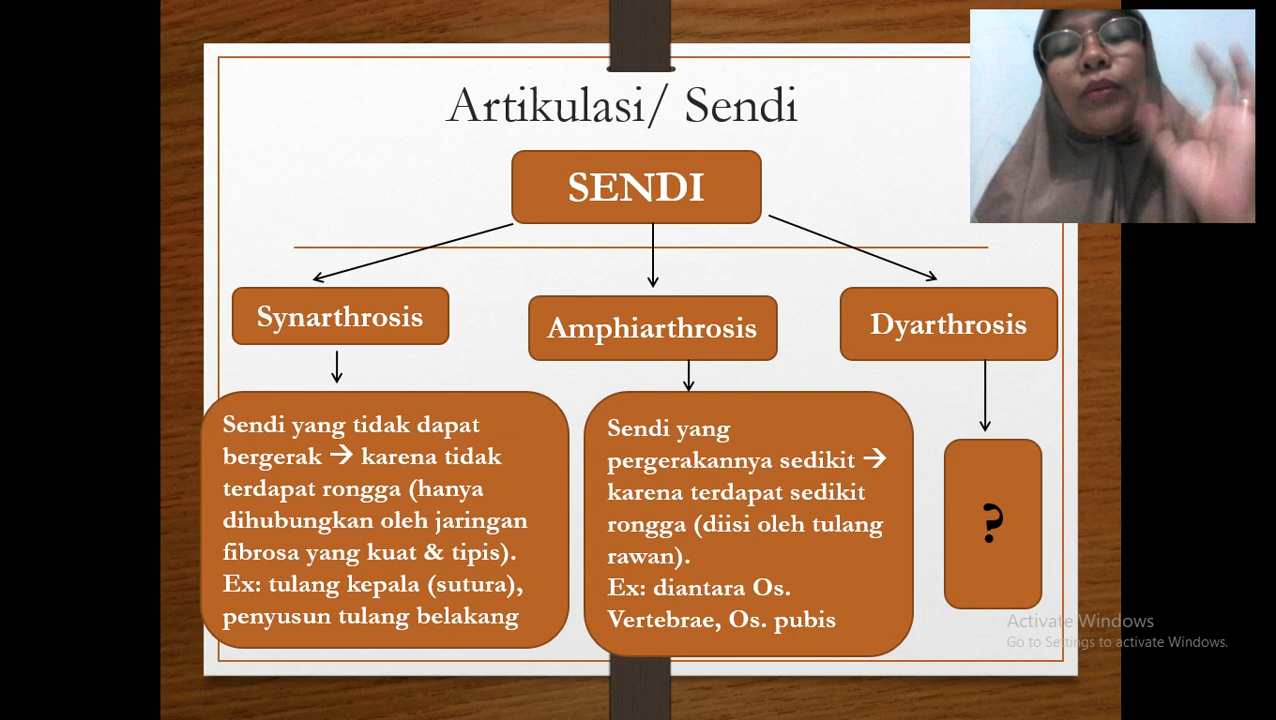 Artikulasi/ Sendi
SENDI
Synarthrosis
Amphiarthrosis
Dyarthrosis
Sendi yang tidak dapat
bergerak → karena tidak
terdapat rongga (hanya
dihubungkan oleh jaringan
fibrosa yang kuat & tipis).
Ex: tulang kepala (sutura),
penyusun tulang belakang
Sendi yang
pergerakannya sedikit →
karena terdapat sedikit
rongga (diisi oleh tulang
rawan).
Ex: diantara Os.
Vertebrae, Os. pubis
?
Activate Windows
Go to Settings to activate Windows.